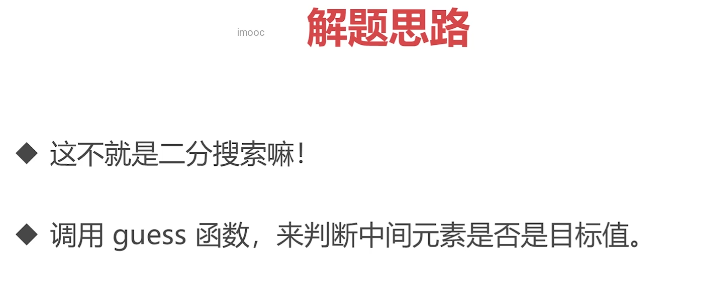 imooc
解题思路
◆ 这不就是二分搜索嘛！
◆ 调用 guess 函数，来判断中间元素是否是目标值。